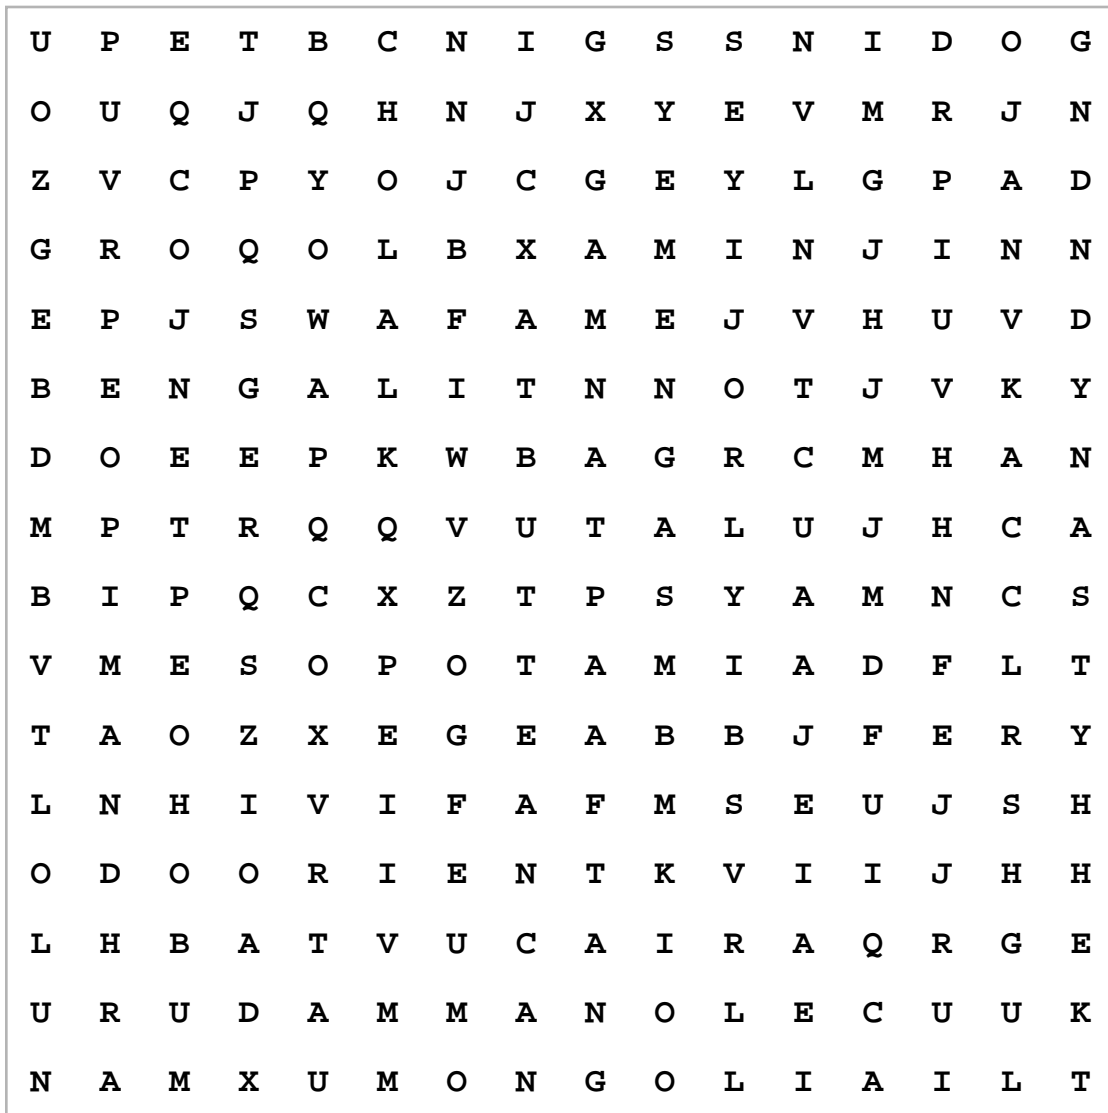 U P E T B C N I G S S N I D O G
O U Q J Q H N J X Y E V M R J N
Z V C P Y O J C G E Y L G P A D
G R O Q O L B X A M I N J I N N
E P J S W A F A M E J V H U V D
B E N G A L I T N N O T J V K Y
D O E E P K W B A G R C M H A N
M P T R Q Q V U T A L U J H C A
B I P Q C X Z T P S Y A M N C S
V M E S O P O T A M I A D F L T
T A O Z X E G E A B B J F E R Y
L N H I V I F A F M S E U J S H
O D O O R I E N T K V I I J H H
L H B A T V U C A I R A Q R G E
U R U D A M M A N O L E C U U K
N A M X U M O N G O L I A I L T